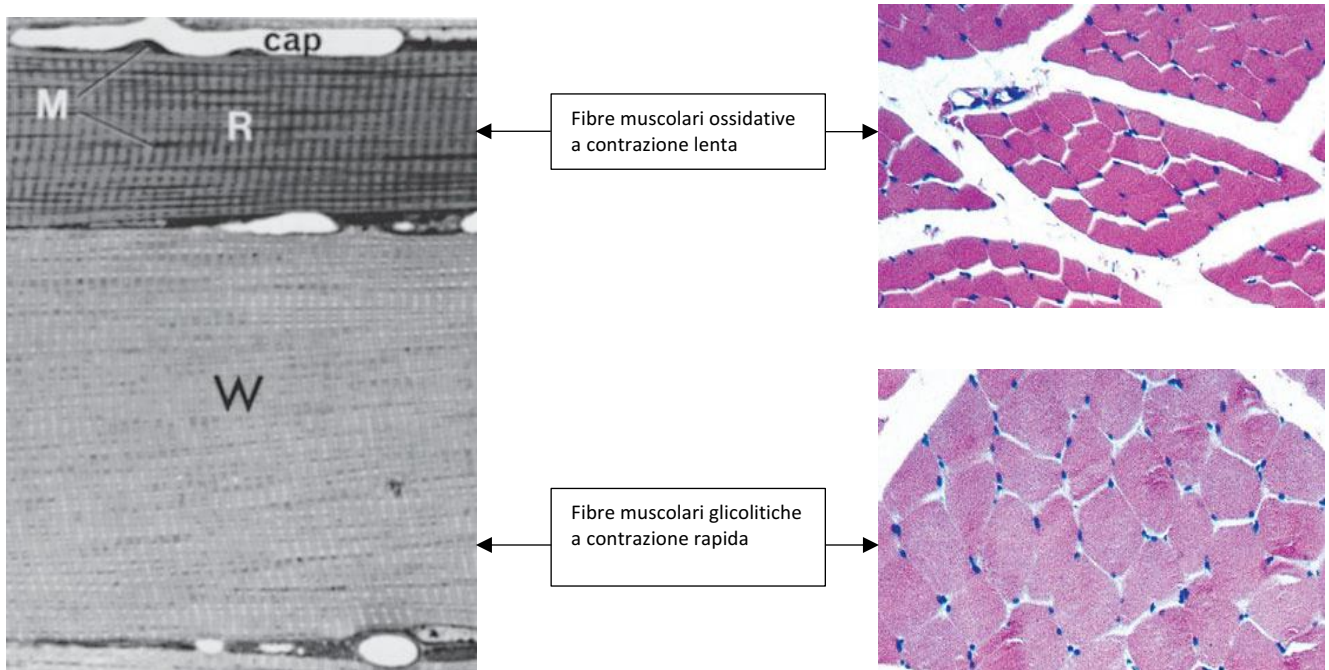 cap
M
R
W
Fibre muscolari ossidative
a contrazione lenta
Fibre muscolari glicolitiche
a contrazione rapida